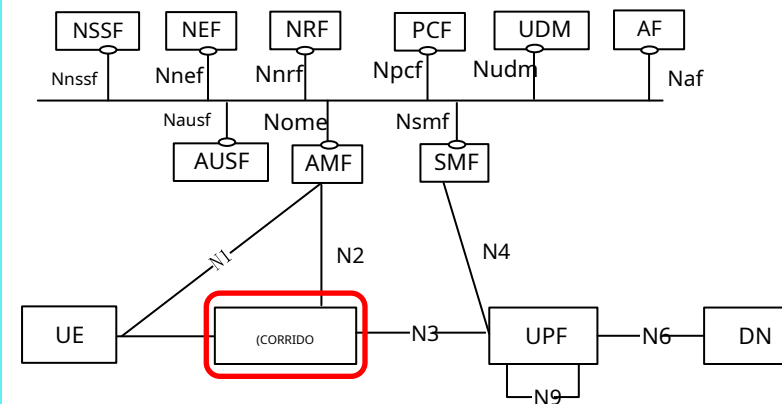 NSSF
NEF
NRF
PCF
UDM
AF
Nnssf
Nnef
Nnrf
Npcf
Nudm
Naf
Nausf
Nome
Nsmf
AUSF
AMF
SMF
N1
N2
N4
UE
(CORRIDO
N3
UPF
N6
DN
N9